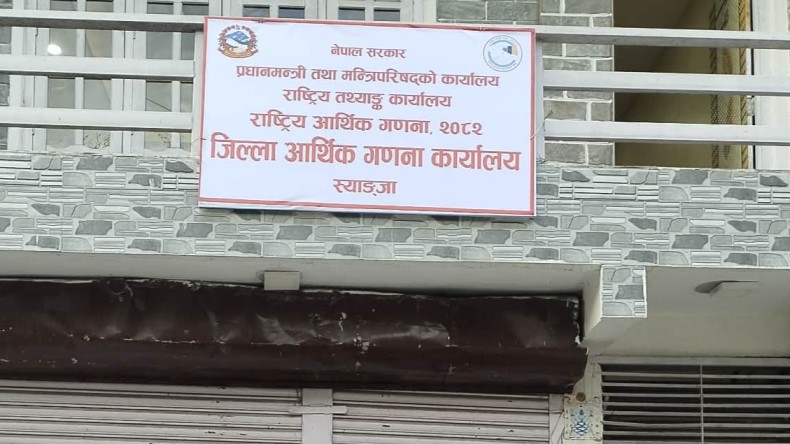 नेपाल सरकार
प्रधानमन्त्री तथा मन्त्रिपरिषद्को कार्यालय
राष्ट्रिय तथ्याङ्क कार्यालय
राष्ट्रिय आर्थिक गणना, २०८२
जिल्ला आर्थिक गणना कार्यालय
स्याङ्जा